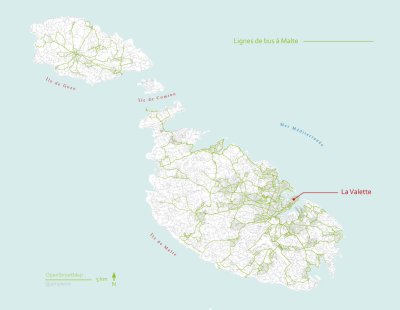 Lignes de bus à Malte
Île de Gozo
Île de Comino
Mer Méditerranée
La Valette
Île de Malte
OpenStreetMap
5 km
N